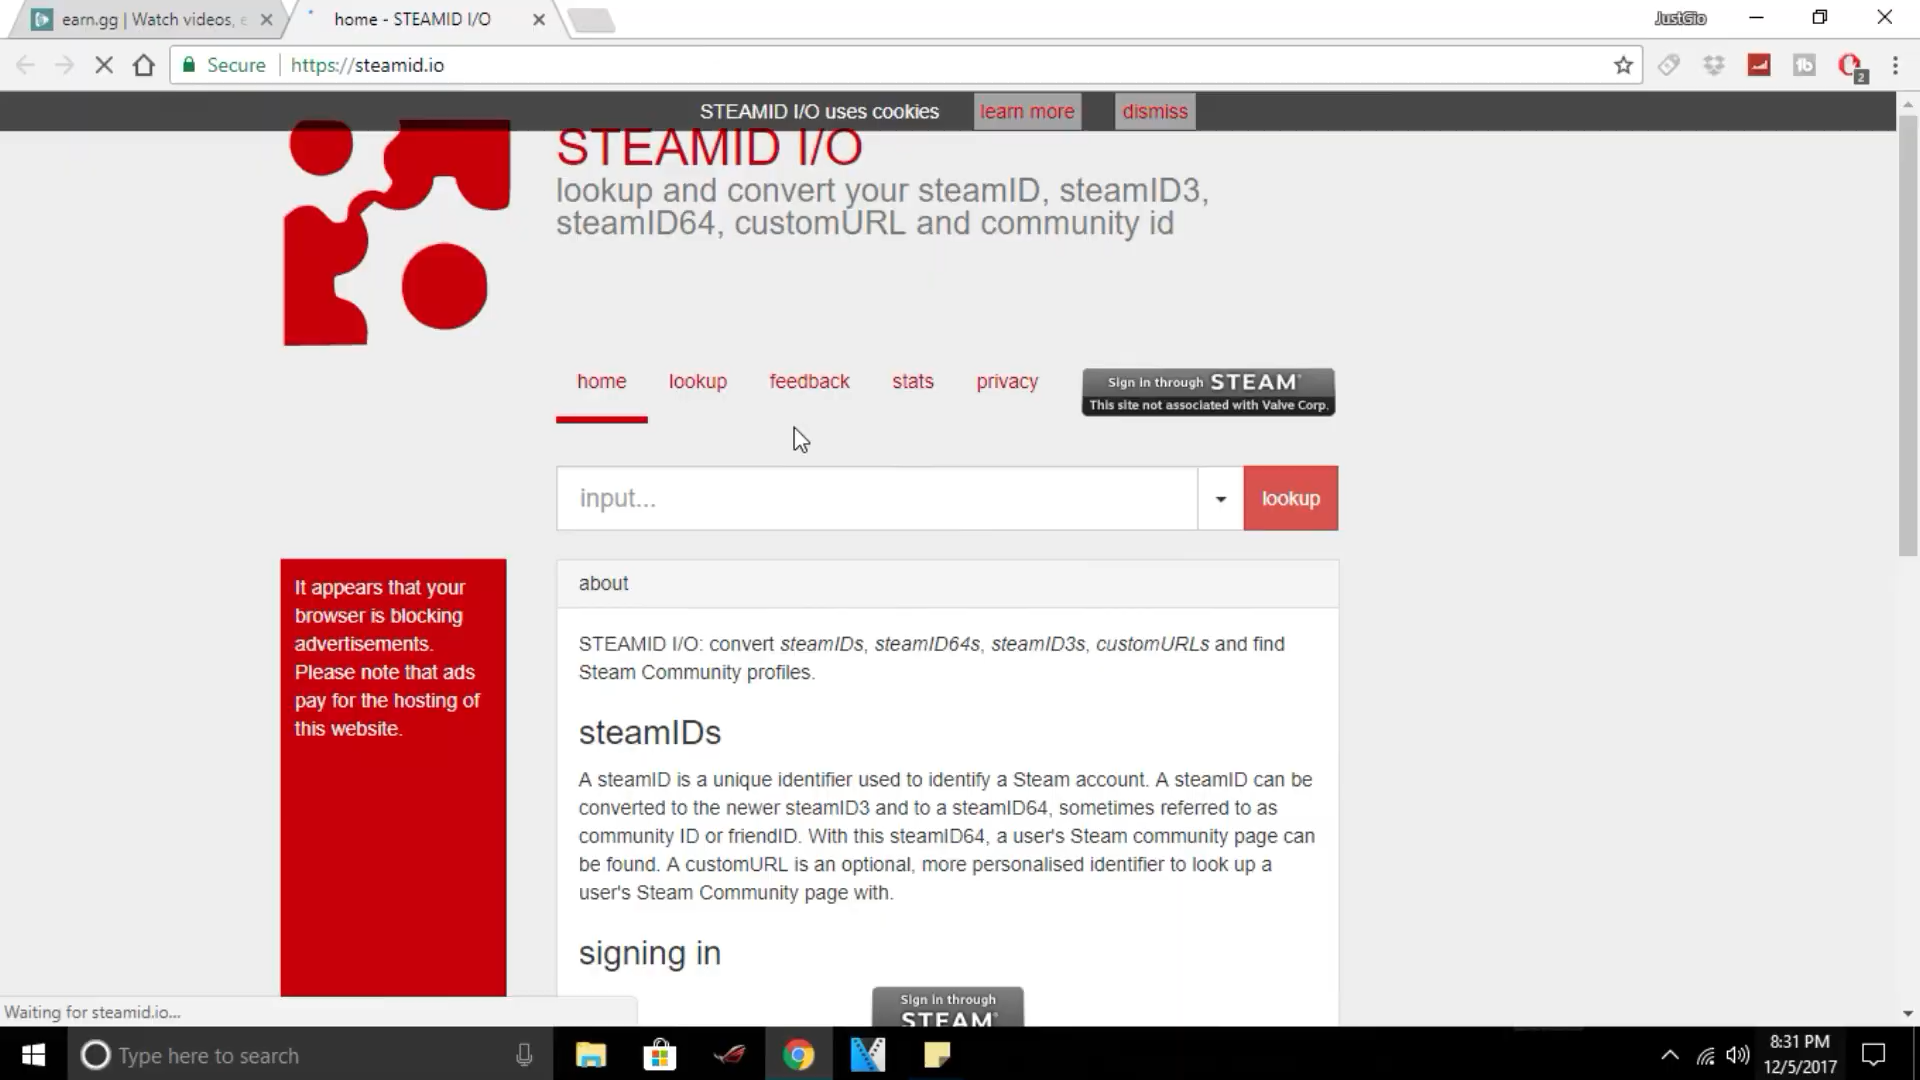 earn.gg | Watch videos, e
home - STEAMID I/O
JustGio
Secure
https://steamid.io
2
STEAMID I/O uses cookies
learn more
dismiss
STEAMID I/O
lookup and convert your steamID, steamID3,
steamID64, customURL and community id
home
lookup
feedback
stats
privacy
Sign in through STEAM
This site not associated with Valve Corp.
input...
lookup
It appears that your
browser is blocking
advertisements.
Please note that ads
pay for the hosting of
this website.
about
STEAMID I/O: convert steamIDs, steamID64s, steamID3s, customURLs and find
Steam Community profiles.
steamIDs
A steamID is a unique identifier used to identify a Steam account. A steamID can be
converted to the newer steamID3 and to a steamID64, sometimes referred to as
community ID or friendID. With this steamID64, a user's Steam community page can
be found. A customURL is an optional, more personalised identifier to look up a
user's Steam Community page with.
signing in
Sign in through
STEAM
Waiting for steamid.io...
Type here to search
8:31 PM
12/5/2017